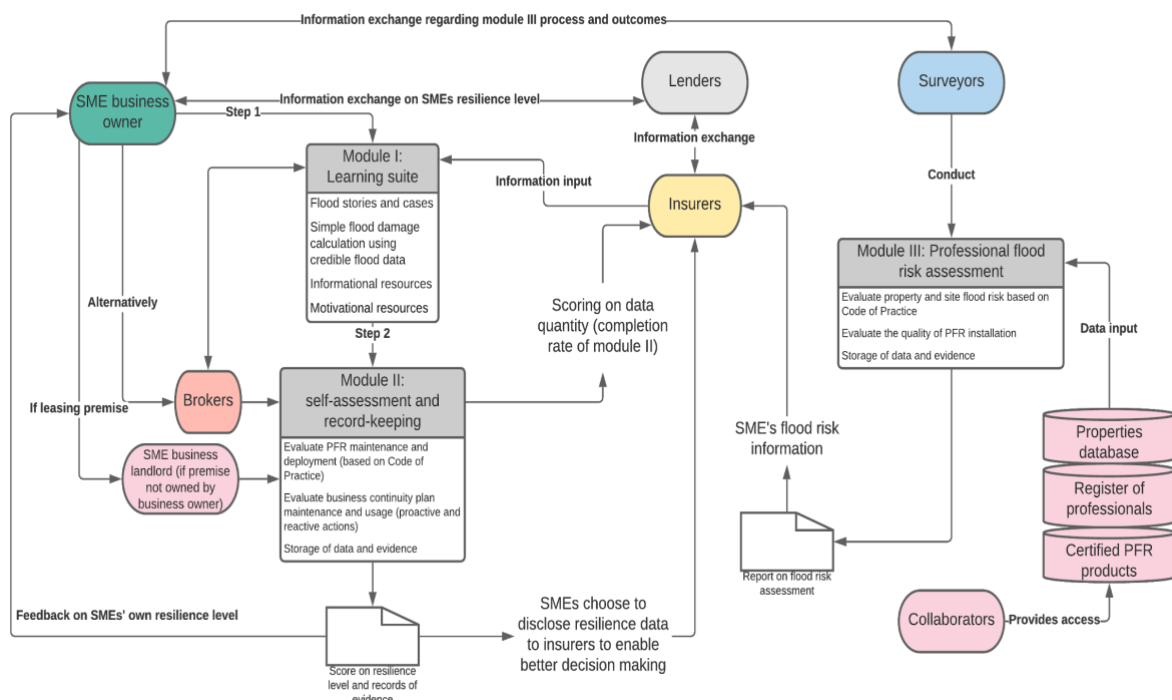 Information exchange regarding module III process and outcomes
Lenders
Surveyors
SME business
owner
Information exchange on SMEs resilience level
Step 1
Information exchange
Module I:
Learning suite
Flood stories and cases
Simple flood damage
calculation using
credible flood data
Informational resources
Motivational resources
Information input
Insurers
Conduct
Module III: Professional flood
risk assessment
Evaluate property and site flood risk based on
Code of Practice
Evaluate the quality of PFR installation
Storage of data and evidence
Alternatively
Scoring on data
quantity (completion
rate of module II)
Data input
Step 2
Brokers
If leasing premise
Module II:
self-assessment and
record-keeping
Evaluate PFR maintenance and
deployment (based on Code of
Practice)
Evaluate business continuity plan
maintenance and usage (proactive and
reactive actions)
Storage of data and evidence
SME business
landlord (if premise
not owned by
business owner)
SME's flood risk
information
Properties
database
Register of
professionals
Certified PFR
products
Report on flood risk
assessment
Feedback on SMEs' own resilience level
SMEs choose to
disclose resilience data
to insurers to enable
better decision making
Collaborators
Provides access
Score on resilience
level and records of
evidence